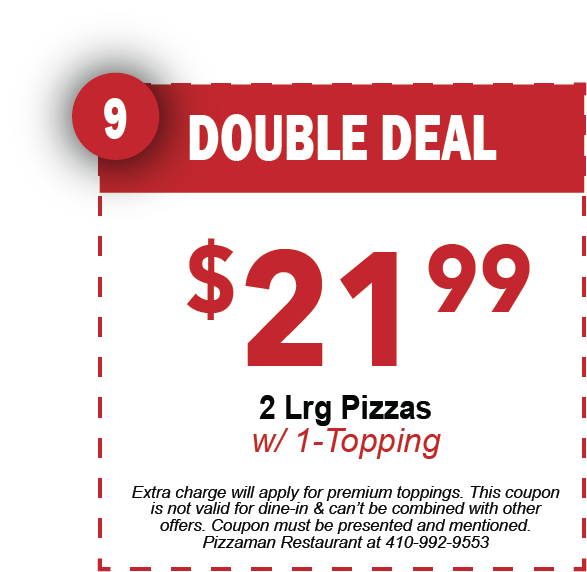 9
DOUBLE DEAL
$21 99
2 Lrg Pizzas
w/ 1-Topping
Extra charge will apply for premium toppings. This coupon
is not valid for dine-in & can't be combined with other
offers. Coupon must be presented and mentioned.
Pizzaman Restaurant at 410-992-9553